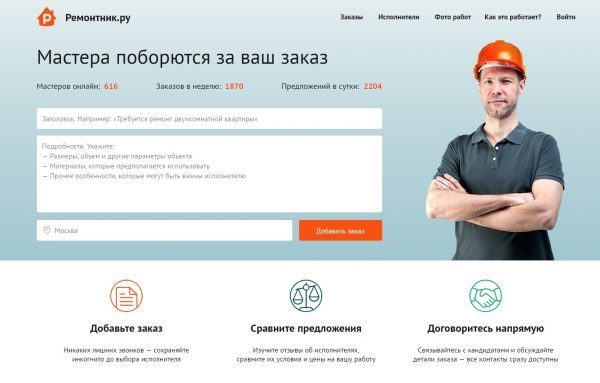 Ремонтник.ру
Заказы Исполнители Фото работ Как это работает? Войти
Мастера поборются за ваш заказ
Мастеров онлайн: 616 Заказов в неделю: 1870 Предложений в сутки: 2204
Заголовок. Например: «Требуется ремонт двухкомнатной квартиры»
Подробности. Укажите:
— Размеры, объем и другие параметры объекта
— Материалы, которые предполагается использовать
— Прочие особенности, которые могут быть важны исполнителю
Москва Добавить заказ
Добавьте заказ
Никаких лишних звонков — сохраняйте
инкогнито до выбора исполнителя
Сравните предложения
Изучите отзывы об исполнителях,
сравните их условия и цены на вашу работу
Договоритесь напрямую
Связывайтесь с кандидатами и обсуждайте
детали заказа — все контакты сразу доступны